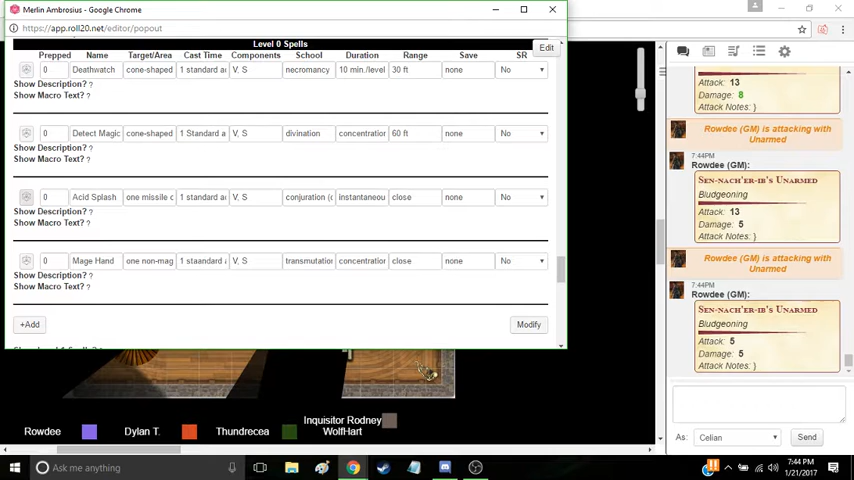 Merlin Ambrosius - Google Chrome
https://app.roll20.net/editor/popout
Level 0 Spells
Edit
Prepped Name Target/Area Cast Time Components School Duration Range Save SR
0 Deathwatch cone-shaped 1 standard a V, S necromancy 10 min./level 30 ft none No
Show Description? ?
Show Macro Text? ?
0 Detect Magic cone-shaped 1 Standard a V, S divination concentration 60 ft none No
Show Description? ?
Show Macro Text? ?
0 Acid Splash one missile o 1 standard a V, S conjuration (c instantaneou close none No
Show Description? ?
Show Macro Text? ?
0 Mage Hand one non-mag 1 staandard a V, S transmutation concentration close none No
Show Description? ?
Show Macro Text? ?
+Add
Modify
Attack: 13
Damage: 8
Attack Notes: }
Rowdee (GM) is attacking with
Unarmed
7:44PM
Rowdee (GM):
Sen-nach'er-ib's Unarmed
Bludgeoning
Attack: 13
Damage: 5
Attack Notes: }
Rowdee (GM) is attacking with
Unarmed
7:44PM
Rowdee (GM):
Sen-nach'er-ib's Unarmed
Bludgeoning
Attack: 5
Damage: 5
Attack Notes: }
As: Celian
Send
Rowdee
Dylan T.
Thundrecea
Inquisitor Rodney
WolfHart
Ask me anything
7:44 PM
1/21/2017